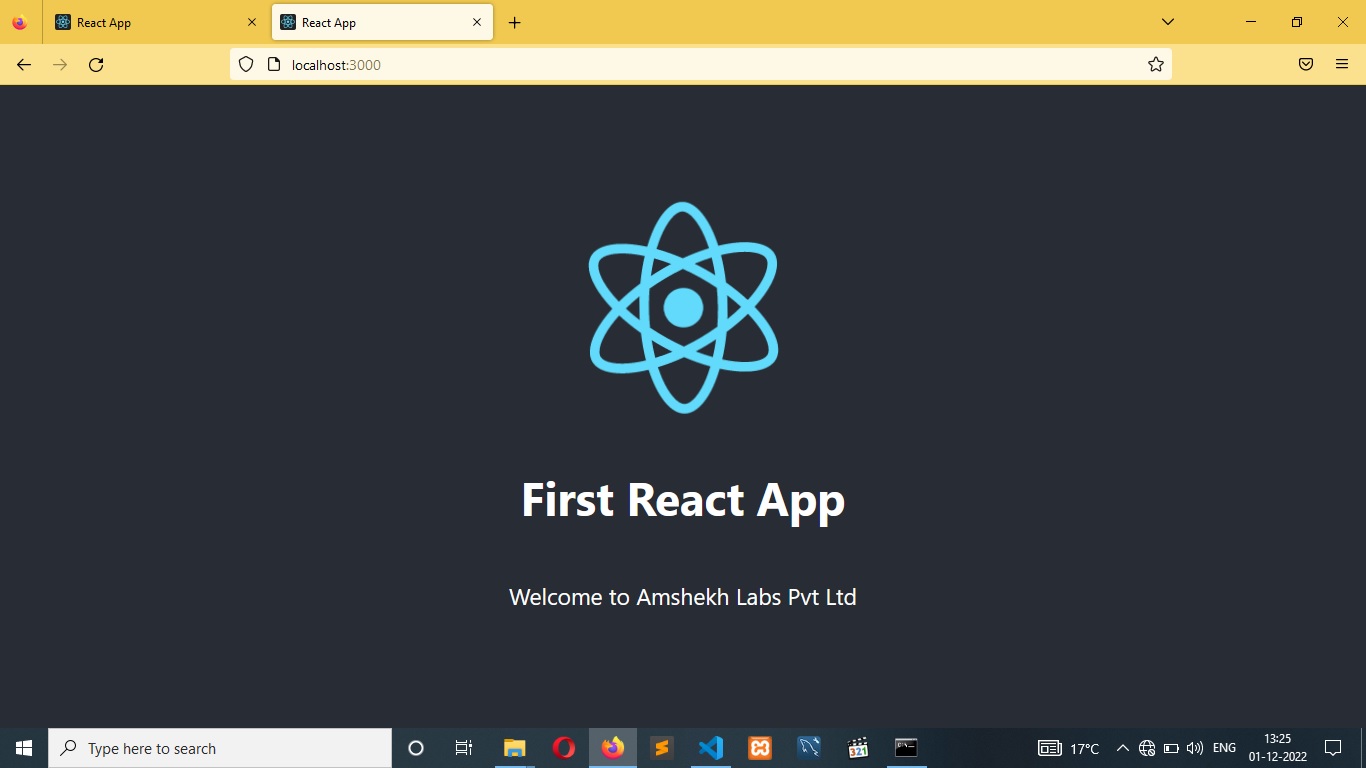 React App
React App
localhost:3000
First React App
Welcome to Amshekh Labs Pvt Ltd
Type here to search
321
17°C
ENG
13:25
01-12-2022